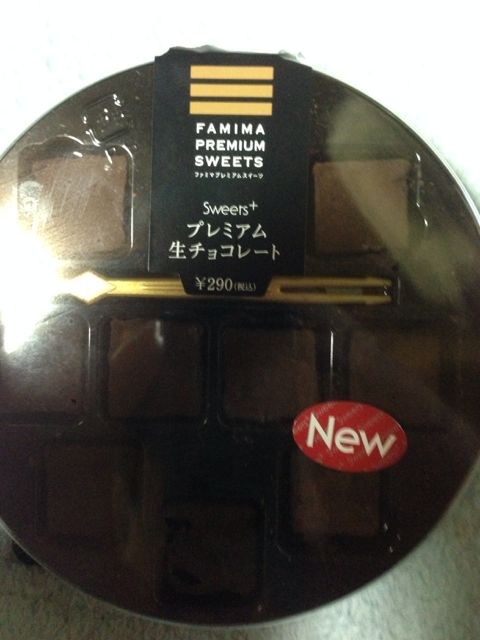 FAMIMA
PREMIUM
SWEETS
ファミマプレミアムスイーツ
Sweets+
プレミアム
生チョコレート
¥290(税込)
New